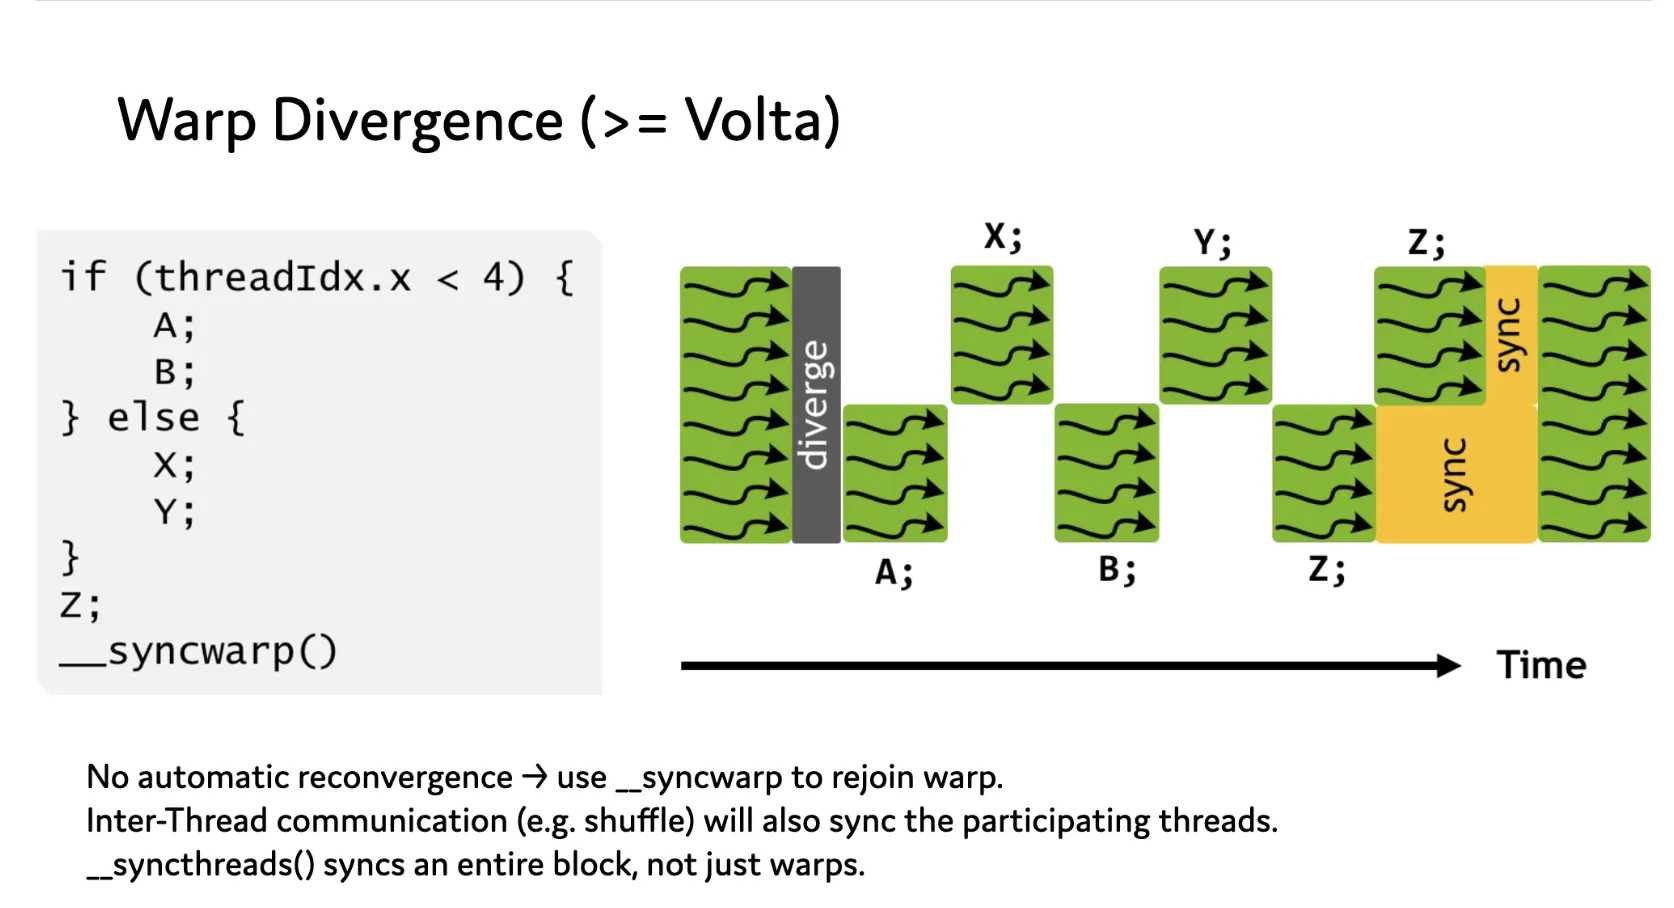 Warp Divergence (>= Volta)
if (threadIdx.x < 4) {
    A;
    B;
} else {
    X;
    Y;
}
Z;
__syncwarp()
X;
Y;
Z;
diverge
sync
sync
A;
B;
Z;
Time
No automatic reconvergence → use __syncwarp to rejoin warp.
Inter-Thread communication (e.g. shuffle) will also sync the participating threads.
__syncthreads() syncs an entire block, not just warps.